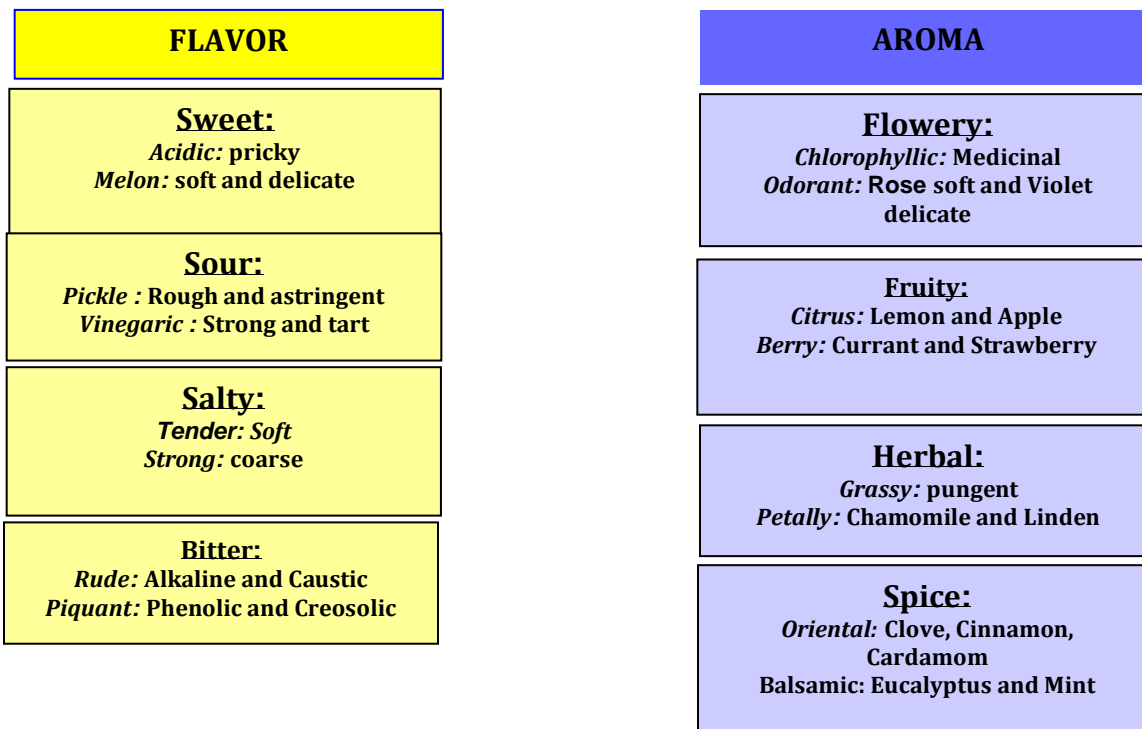 FLAVOR
Sweet:
Acidic: pricky
Melon: soft and delicate
Sour:
Pickle : Rough and astringent
Vinegaric : Strong and tart
Salty:
Tender: Soft
Strong: coarse
Bitter:
Rude: Alkaline and Caustic
Piquant: Phenolic and Creosolic
AROMA
Flowery:
Chlorophyllic: Medicinal
Odorant: Rose soft and Violet
delicate
Fruity:
Citrus: Lemon and Apple
Berry: Currant and Strawberry
Herbal:
Grassy: pungent
Petally: Chamomile and Linden
Spice:
Oriental: Clove, Cinnamon,
Cardamom
Balsamic: Eucalyptus and Mint